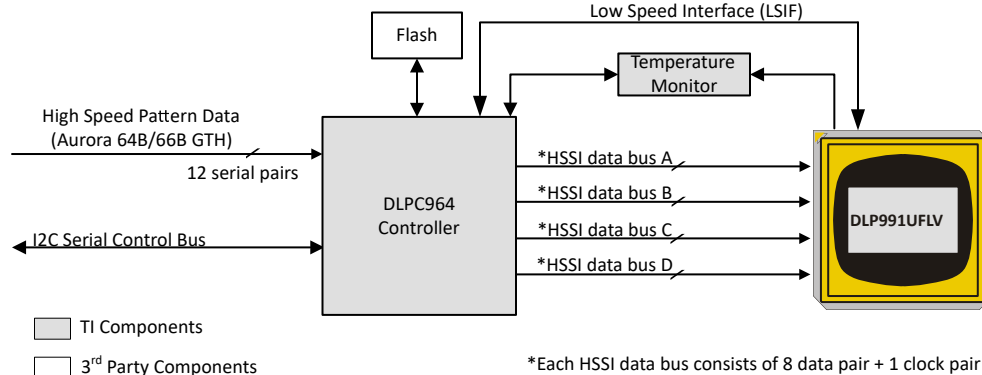 Low Speed Interface (LSIF)
Flash
Temperature
Monitor
High Speed Pattern Data
(Aurora 64B/66B GTH)
12 serial pairs
*HSSI data bus A
*HSSI data bus B
DLPC964
Controller
DLP991UFLV
*HSSI data bus C
I2C Serial Control Bus
*HSSI data bus D
TI Components
3rd Party Components
*Each HSSI data bus consists of 8 data pair + 1 clock pair